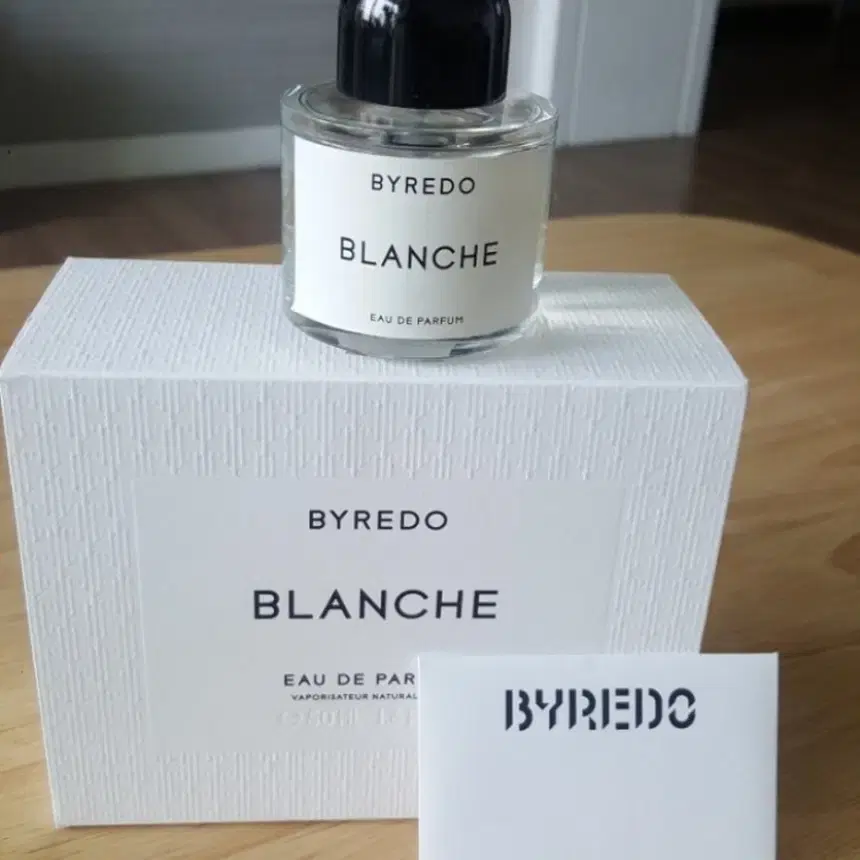 BYREDO
BLANCHE
EAU DE PARFUM
BYREDO
BLANCHE
EAU DE PAR
VAPORISATEUR NATURAL
BYREDO